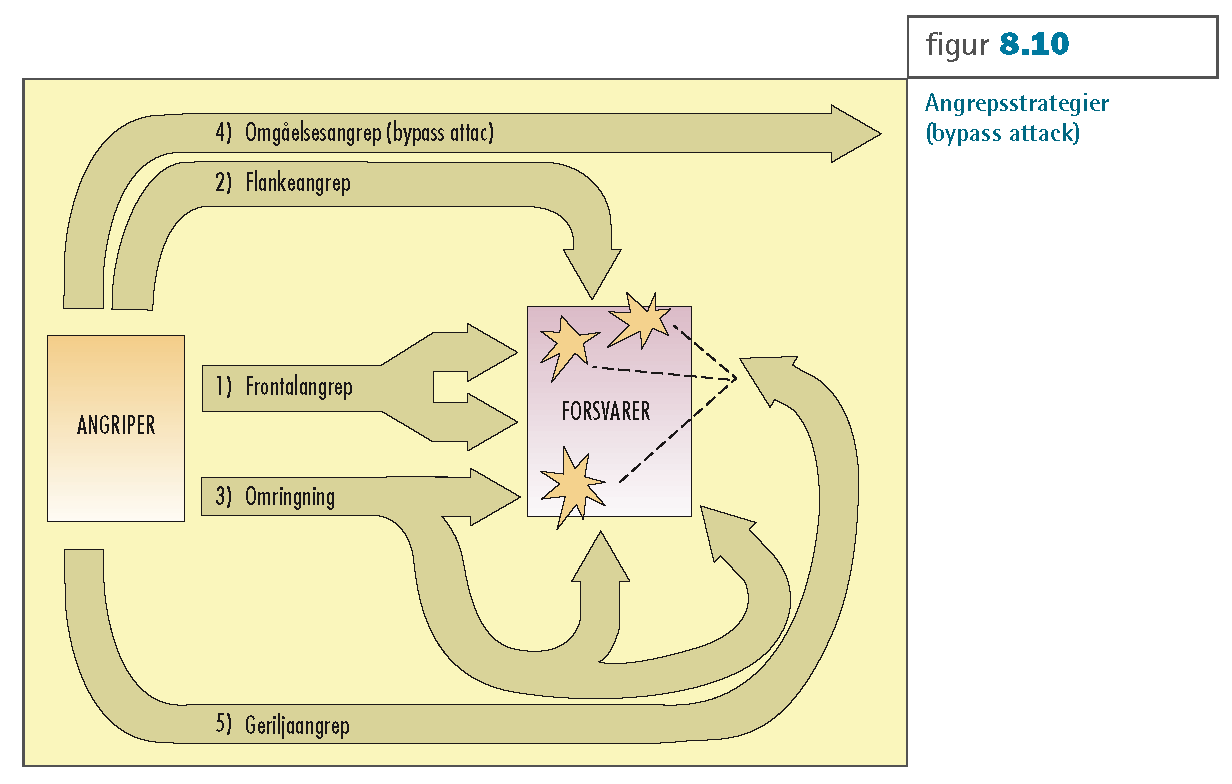 figur 8.10
Angrepsstrategier
(bypass attack)
4) Omgåelsesangrep (bypass attac)
2) Flankeangrep
1) Frontalangrep
ANGRIPER
FORSVARER
3) Omringning
5) Geriljaangrep